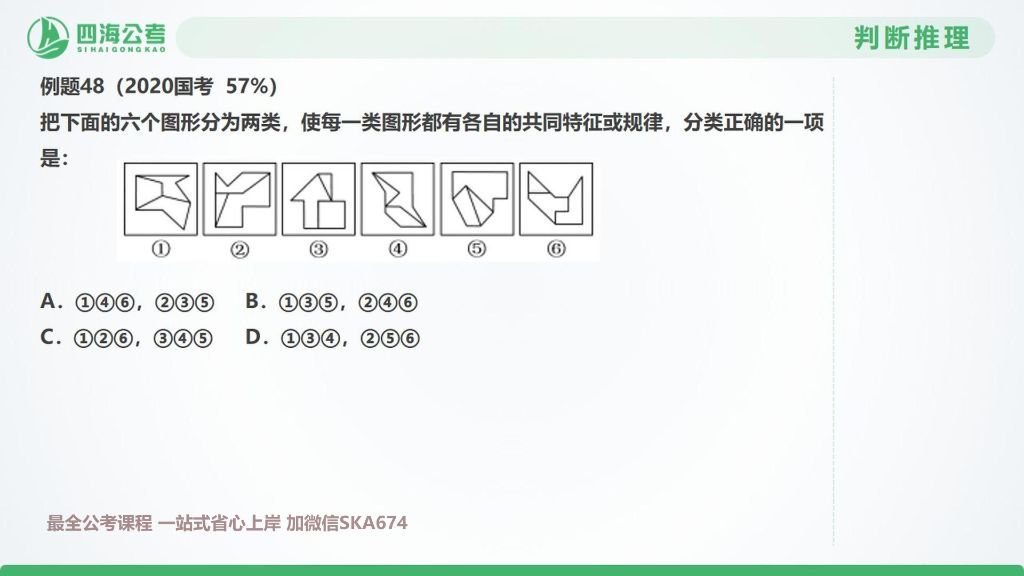 四海公考
SIHAIGONGKAO
判断推理
例题48（2020国考 57%）
把下面的六个图形分为两类，使每一类图形都有各自的共同特征或规律，分类正确的一项
是：
① ② ③ ④ ⑤ ⑥
A. ①④⑥，②③⑤ B. ①③⑤，②④⑥
C. ①②⑥，③④⑤ D. ①③④，②⑤⑥
最全公考课程 一站式省心上岸 加微信SKA674